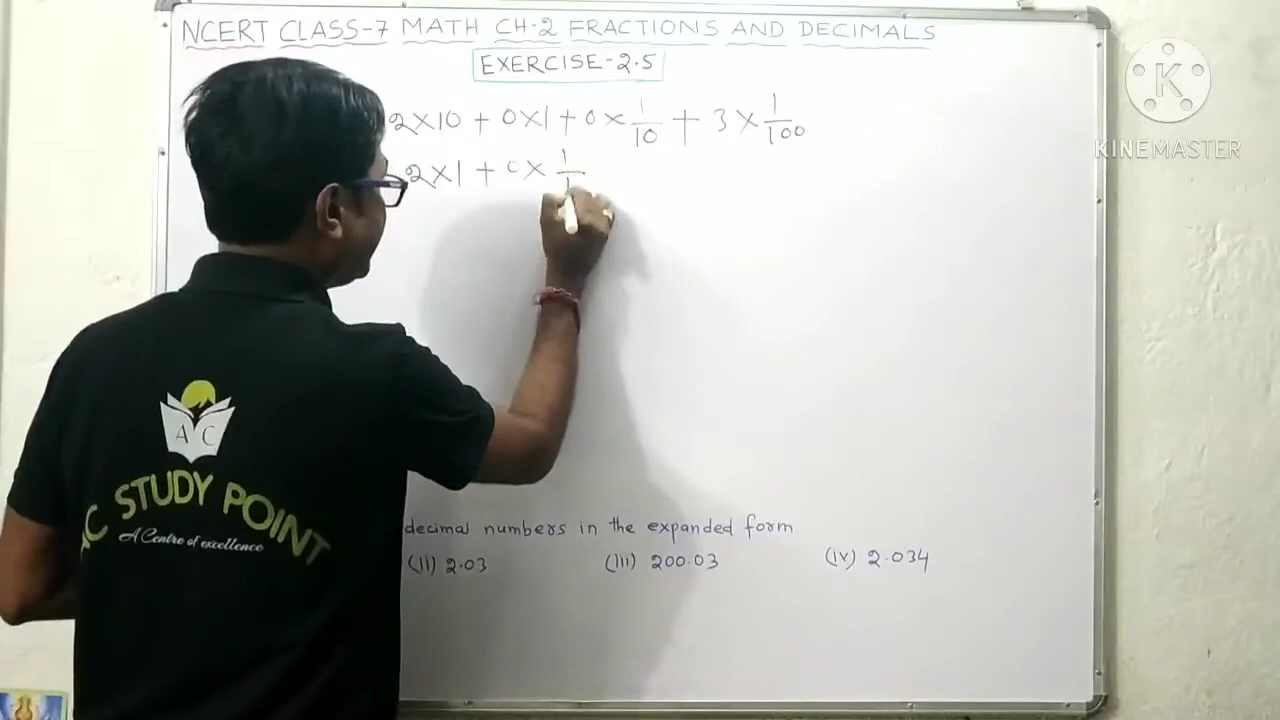 NCERT CLASS-7 MATH CH-2 FRACTIONS AND DECIMALS
EXERCISE-2.5
2×10 + 0×1 + 0× 1/10 + 3 × 1/100
2×1 + 0× 1/1
decimal numbers in the expanded form
(ii) 2.03 (iii) 200.03 (iv) 2.034
K
KINEMASTER
A C
STUDY POINT
A Centre of excellence